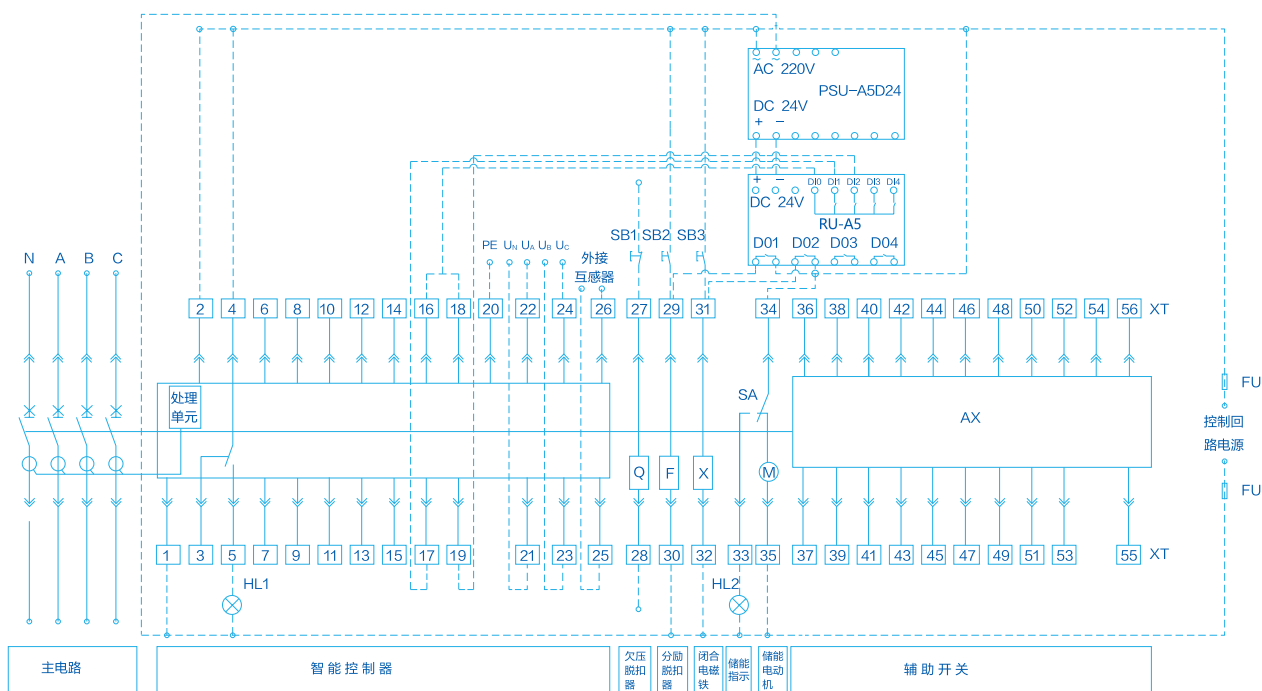 AC 220V
PSU-A5D24
DC 24V
+ −
+ −
DI0 DI1 DI2 DI3 DI4
DC 24V
RU-A5
D01 D02 D03 D04
SB1 SB2 SB3
PE UN UA UB UC
外接
互感器
N A B C
2 4 6 8 10 12 14 16 18 20 22 24 26 27 29 31 34 36 38 40 42 44 46 48 50 52 54 56 XT
处理
单元
SA
AX
FU
控制回
路电源
Q F X M
FU
1 3 5 7 9 11 13 15 17 19 21 23 25 28 30 32 33 35 37 39 41 43 45 47 49 51 53 55 XT
HL1
HL2
主电路
智能控制器
欠压
脱扣
器
分励
脱扣
器
闭合
电磁
铁
储能
指示
储能
电动
机
辅助开关